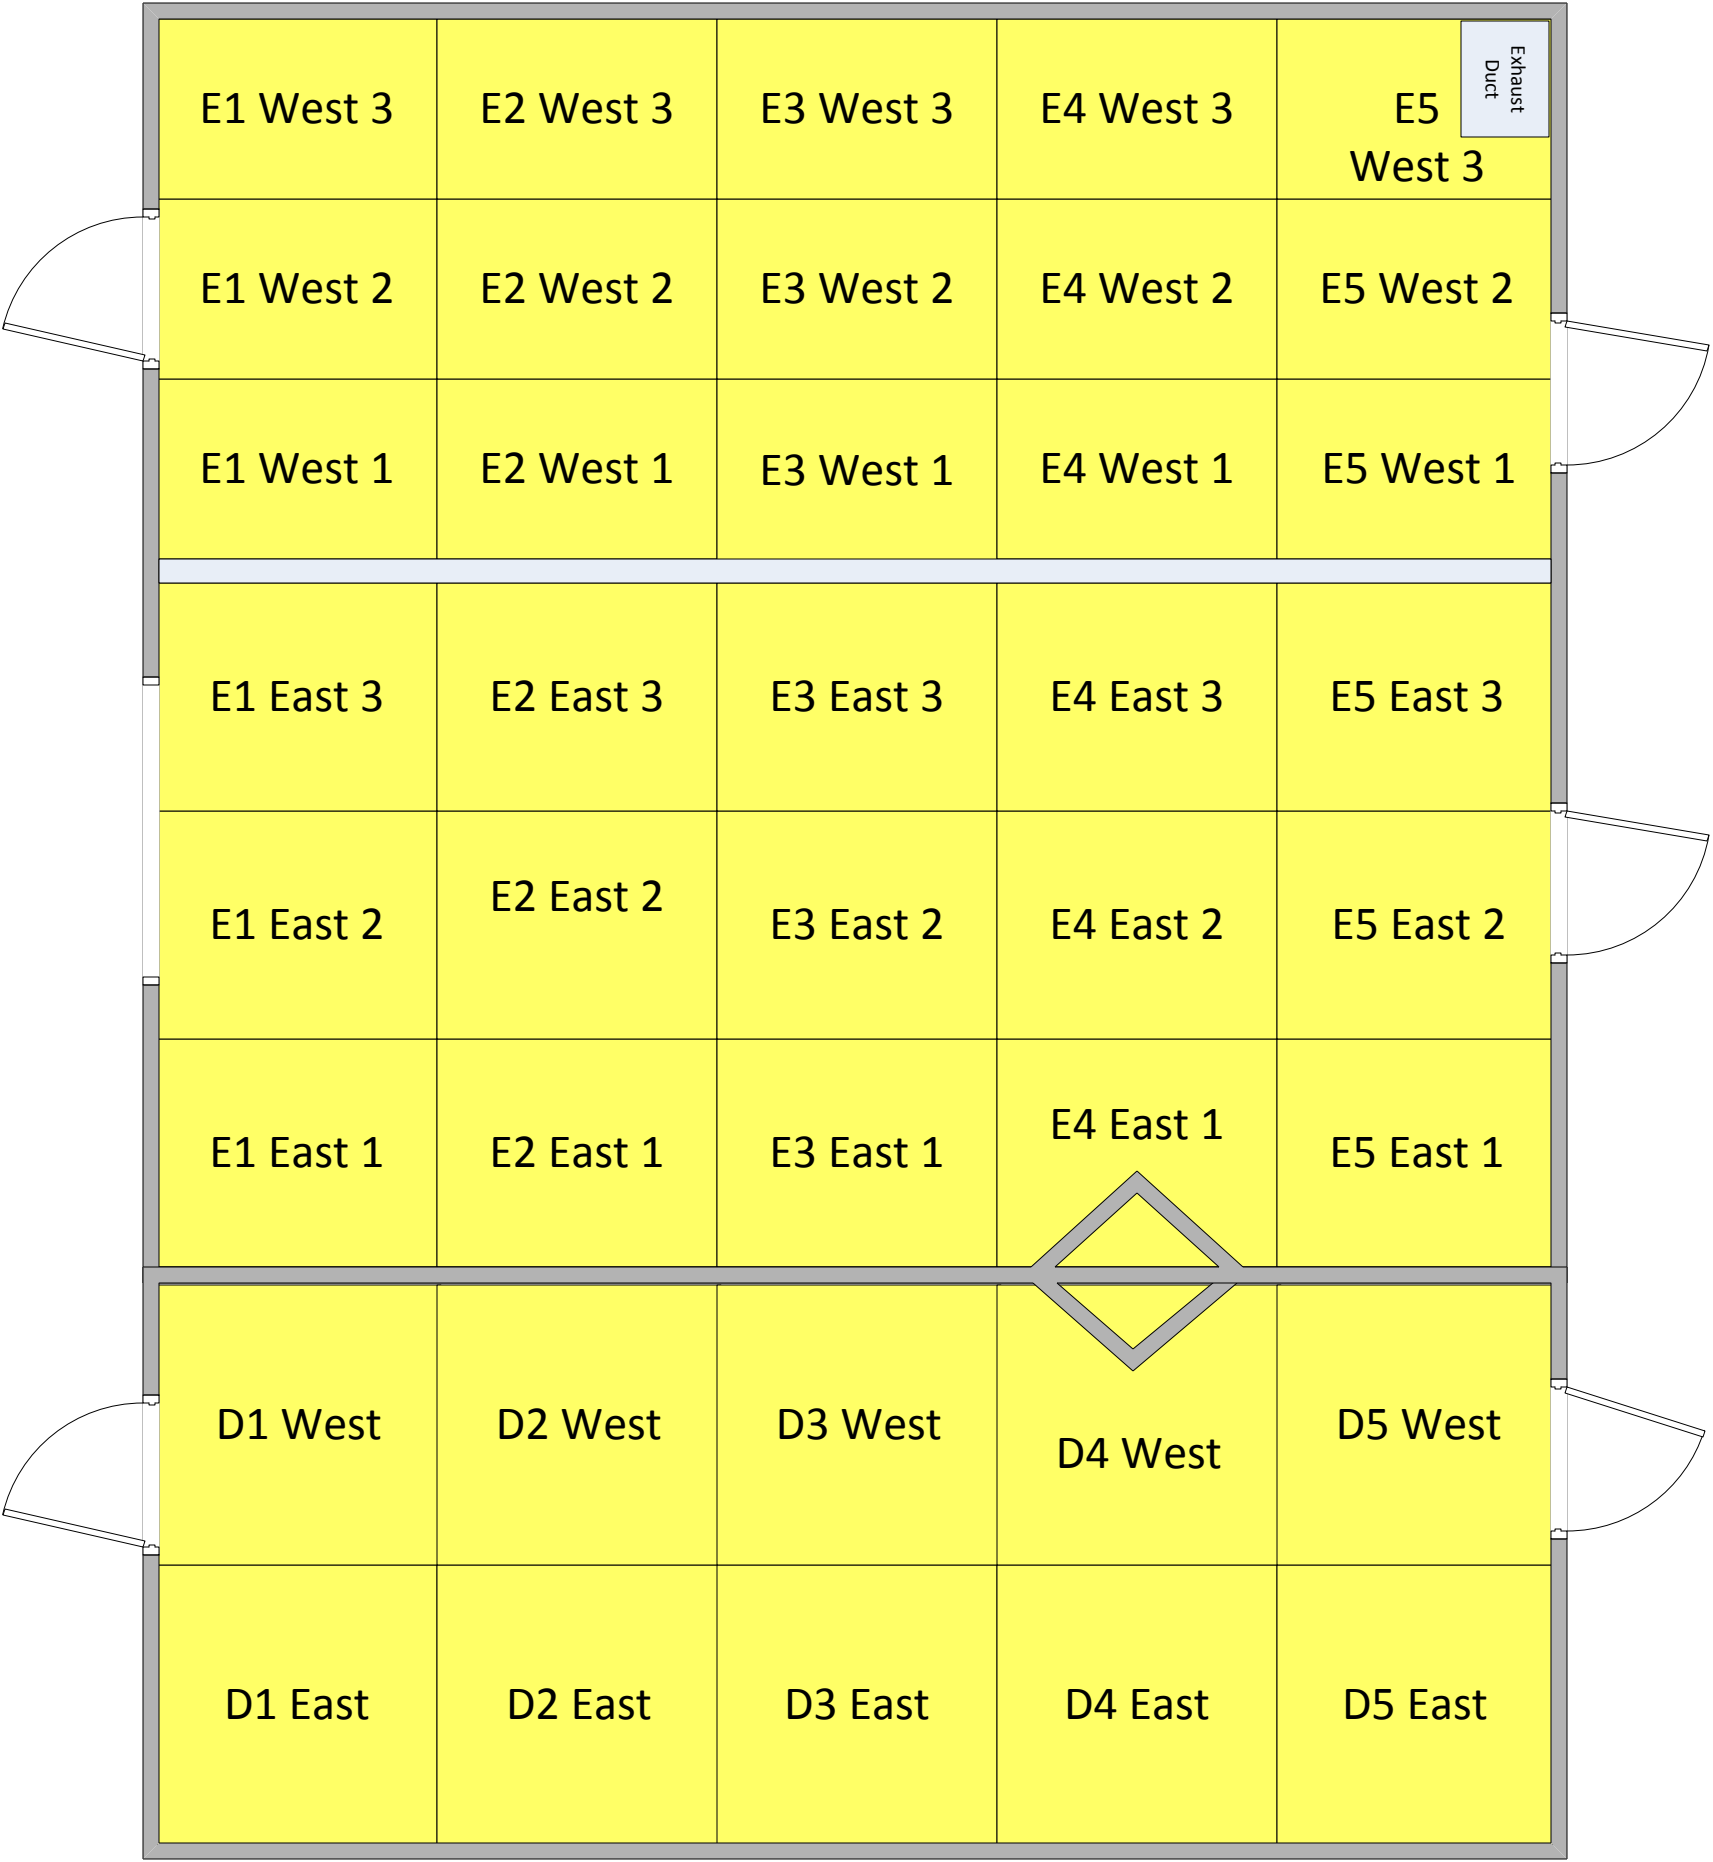 E1 West 3
E2 West 3
E3 West 3
E4 West 3
E5
West 3
Exhaust
Duct
E1 West 2
E2 West 2
E3 West 2
E4 West 2
E5 West 2
E1 West 1
E2 West 1
E3 West 1
E4 West 1
E5 West 1
E1 East 3
E2 East 3
E3 East 3
E4 East 3
E5 East 3
E1 East 2
E2 East 2
E3 East 2
E4 East 2
E5 East 2
E1 East 1
E2 East 1
E3 East 1
E4 East 1
E5 East 1
D1 West
D2 West
D3 West
D4 West
D5 West
D1 East
D2 East
D3 East
D4 East
D5 East